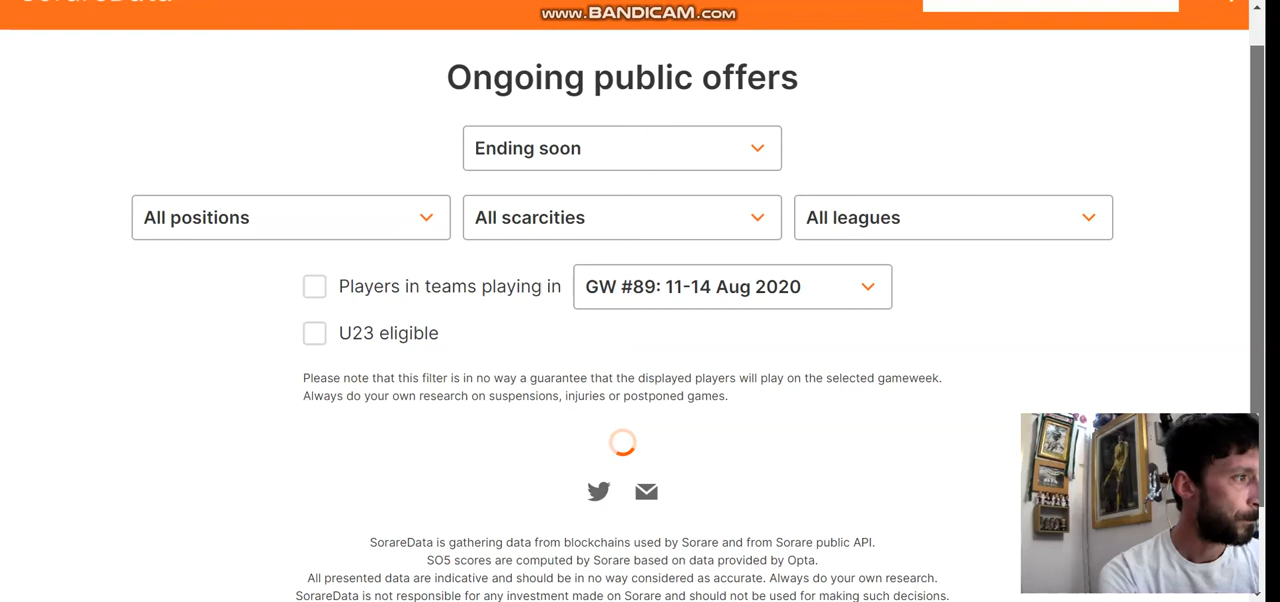 SorareData
www.BANDICAM.com
Ongoing public offers
Ending soon
All positions
All scarcities
All leagues
Players in teams playing in
GW #89: 11-14 Aug 2020
U23 eligible
Please note that this filter is in no way a guarantee that the displayed players will play on the selected gameweek.
Always do your own research on suspensions, injuries or postponed games.
SorareData is gathering data from blockchains used by Sorare and from Sorare public API.
SO5 scores are computed by Sorare based on data provided by Opta.
All presented data are indicative and should be in no way considered as accurate. Always do your own research.
SorareData is not responsible for any investment made on Sorare and should not be used for making such decisions.